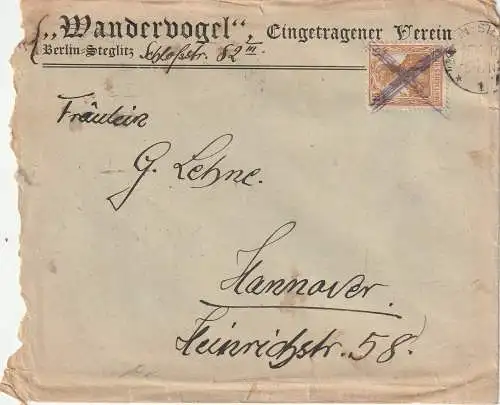 „Wandervogel", Eingetragener Verein
Berlin-Steglitz Schloßstr. 82 III
Fräulein
G. Lehne.
Hannover.
Heinrichstr. 58.